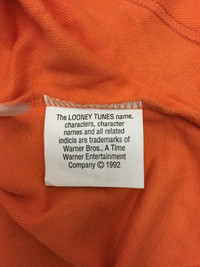 The LOONEY TUNES name,
characters, character
names and all related
indicia are trademarks of
Warner Bros., A Time
Warner Entertainment
Company © 1992